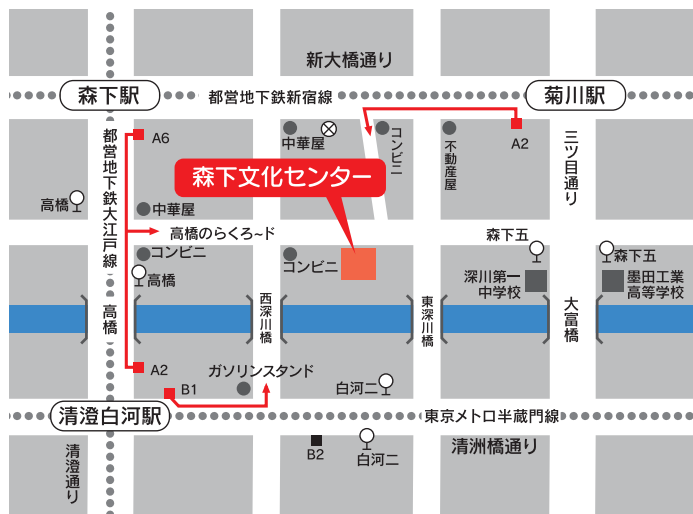 新大橋通り
森下駅
都営地下鉄新宿線
菊川駅
都営地下鉄大江戸線
A6
中華屋
コンビニ
不動産屋
A2
三ツ目通り
森下文化センター
高橋
中華屋
高橋のらくろ~ド
コンビニ
高橋
コンビニ
森下五
深川第一
中学校
森下五
墨田工業
高等学校
高橋
西深川橋
東深川橋
大富橋
A2
B1
ガソリンスタンド
白河二
清澄白河駅
東京メトロ半蔵門線
清洲橋通り
清澄通り
B2
白河二